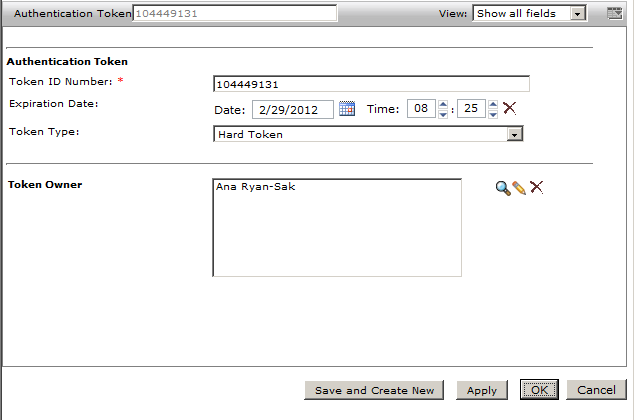 Authentication Token 104449131 View: Show all fields
Authentication Token
Token ID Number: * 104449131
Expiration Date: Date: 2/29/2012 Time: 08 : 25
Token Type: Hard Token
Token Owner Ana Ryan-Sak
Save and Create New Apply OK Cancel